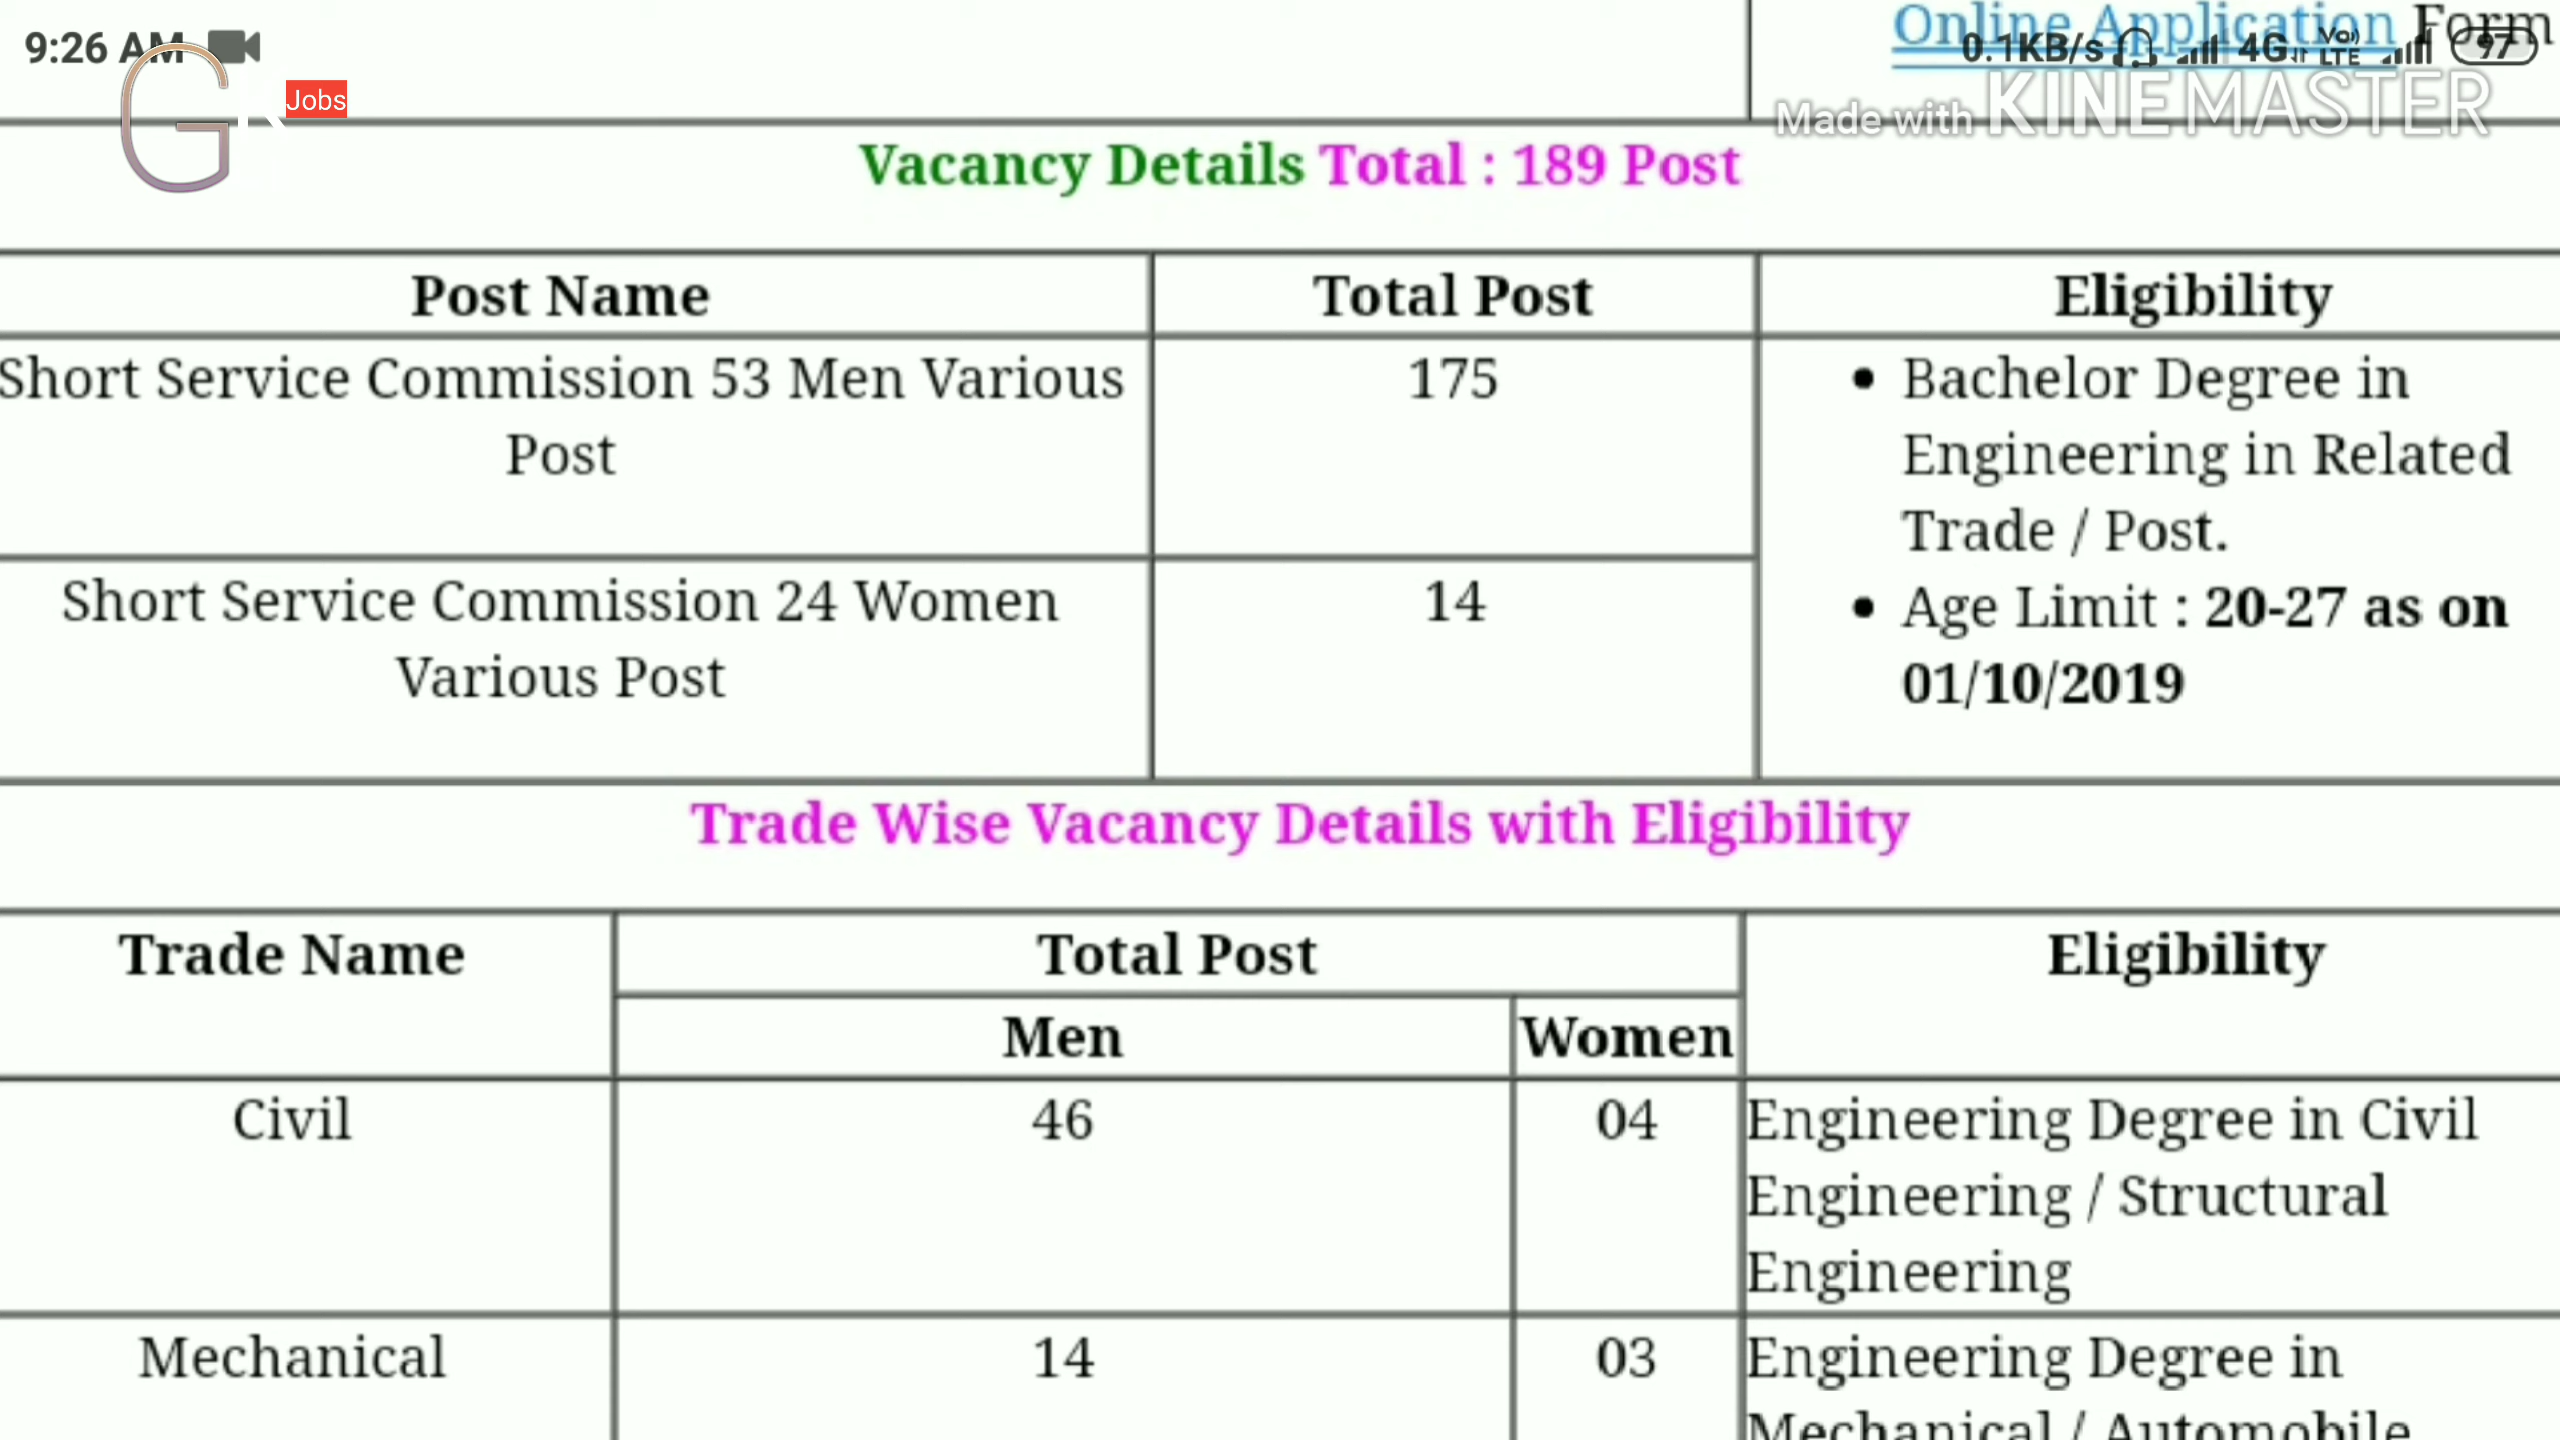 Online Application Form
9:26 AM
0.1KB/s 4G Vo) LTE 97
G
Jobs
Made with KINEMASTER
Vacancy Details Total : 189 Post
Post Name Total Post Eligibility
Short Service Commission 53 Men Various Post
175
• Bachelor Degree in
Engineering in Related
Trade / Post.
• Age Limit : 20-27 as on
01/10/2019
Short Service Commission 24 Women
Various Post
14
Trade Wise Vacancy Details with Eligibility
Trade Name Total Post Eligibility
Men Women
Civil 46 04 Engineering Degree in Civil
Engineering / Structural
Engineering
Mechanical 14 03 Engineering Degree in
Mechanical / Automobile